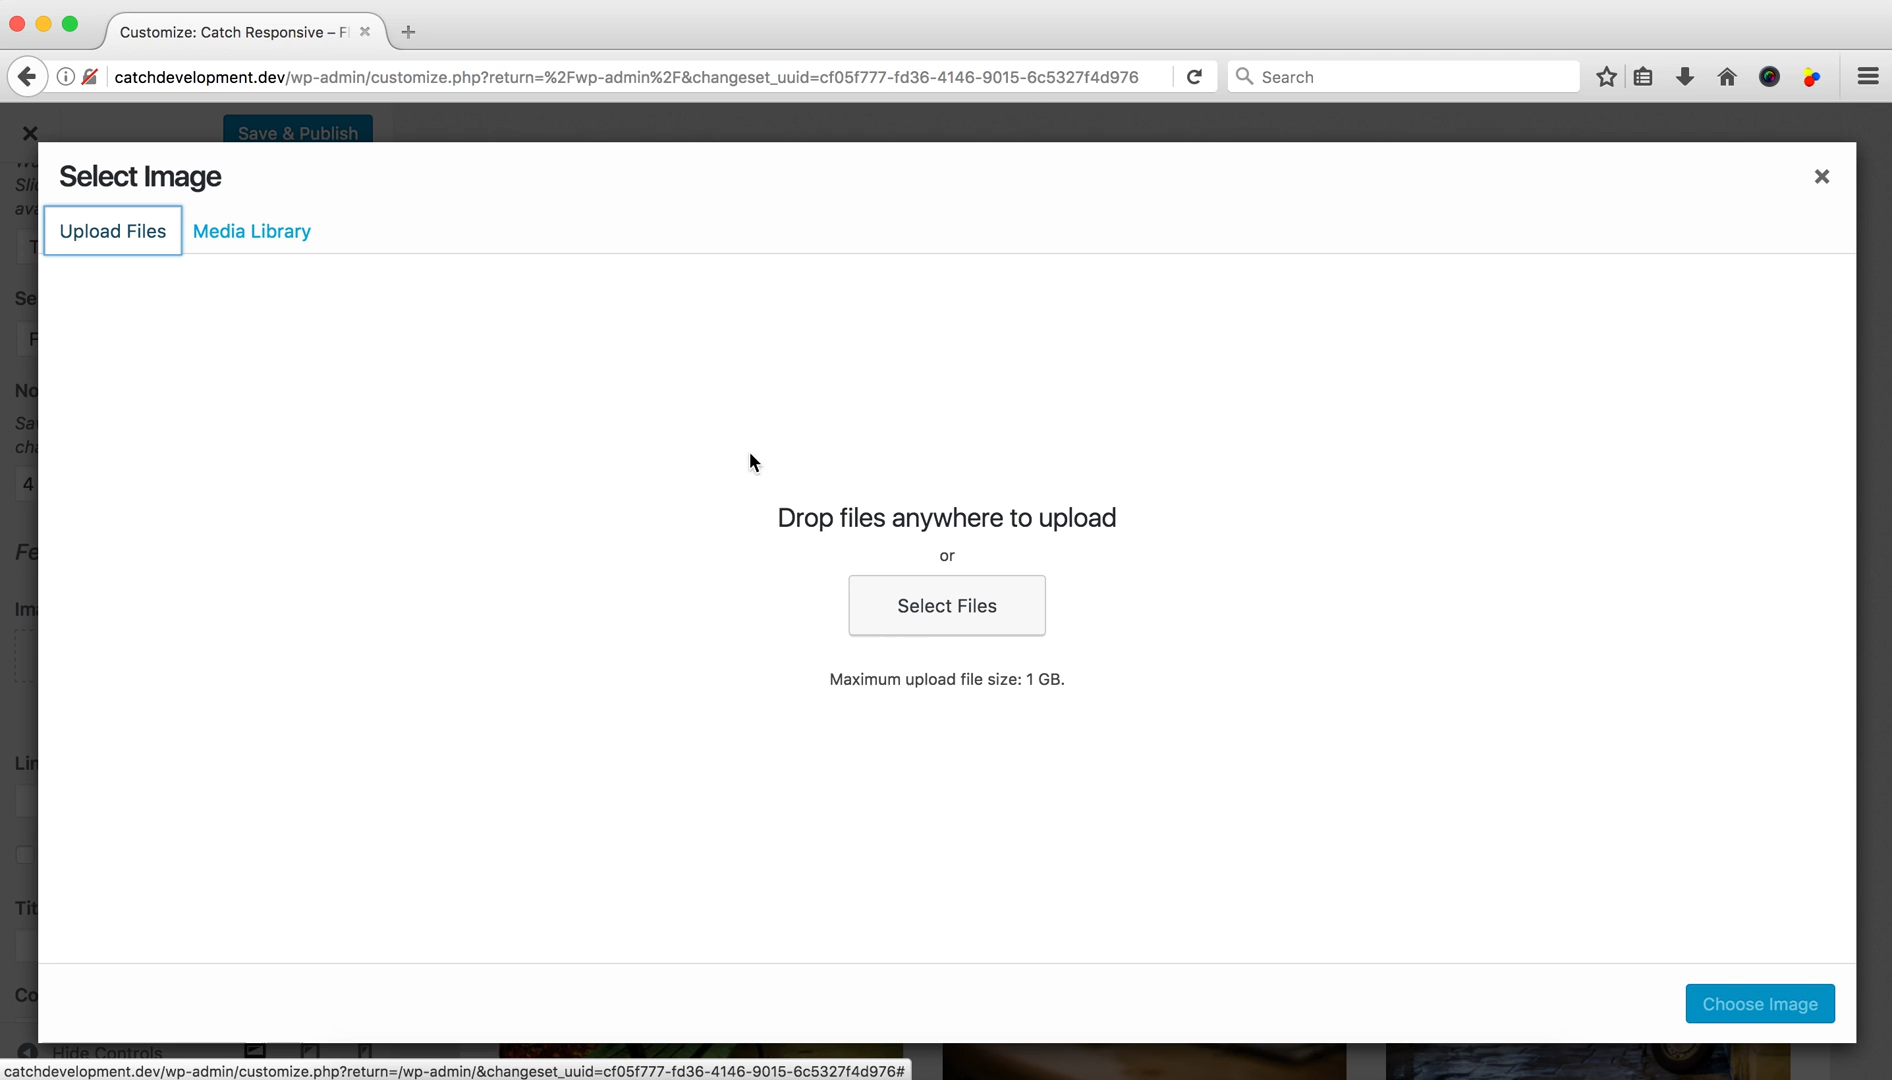 Customize: Catch Responsive – F
catchdevelopment.dev/wp-admin/customize.php?return=%2Fwp-admin%2F&changeset_uuid=cf05f777-fd36-4146-9015-6c5327f4d976
Search
Save & Publish
Select Image
Upload Files
Media Library
4
Drop files anywhere to upload
or
Select Files
Maximum upload file size: 1 GB.
Choose Image
Hide Controls
catchdevelopment.dev/wp-admin/customize.php?return=/wp-admin/&changeset_uuid=cf05f777-fd36-4146-9015-6c5327f4d976#